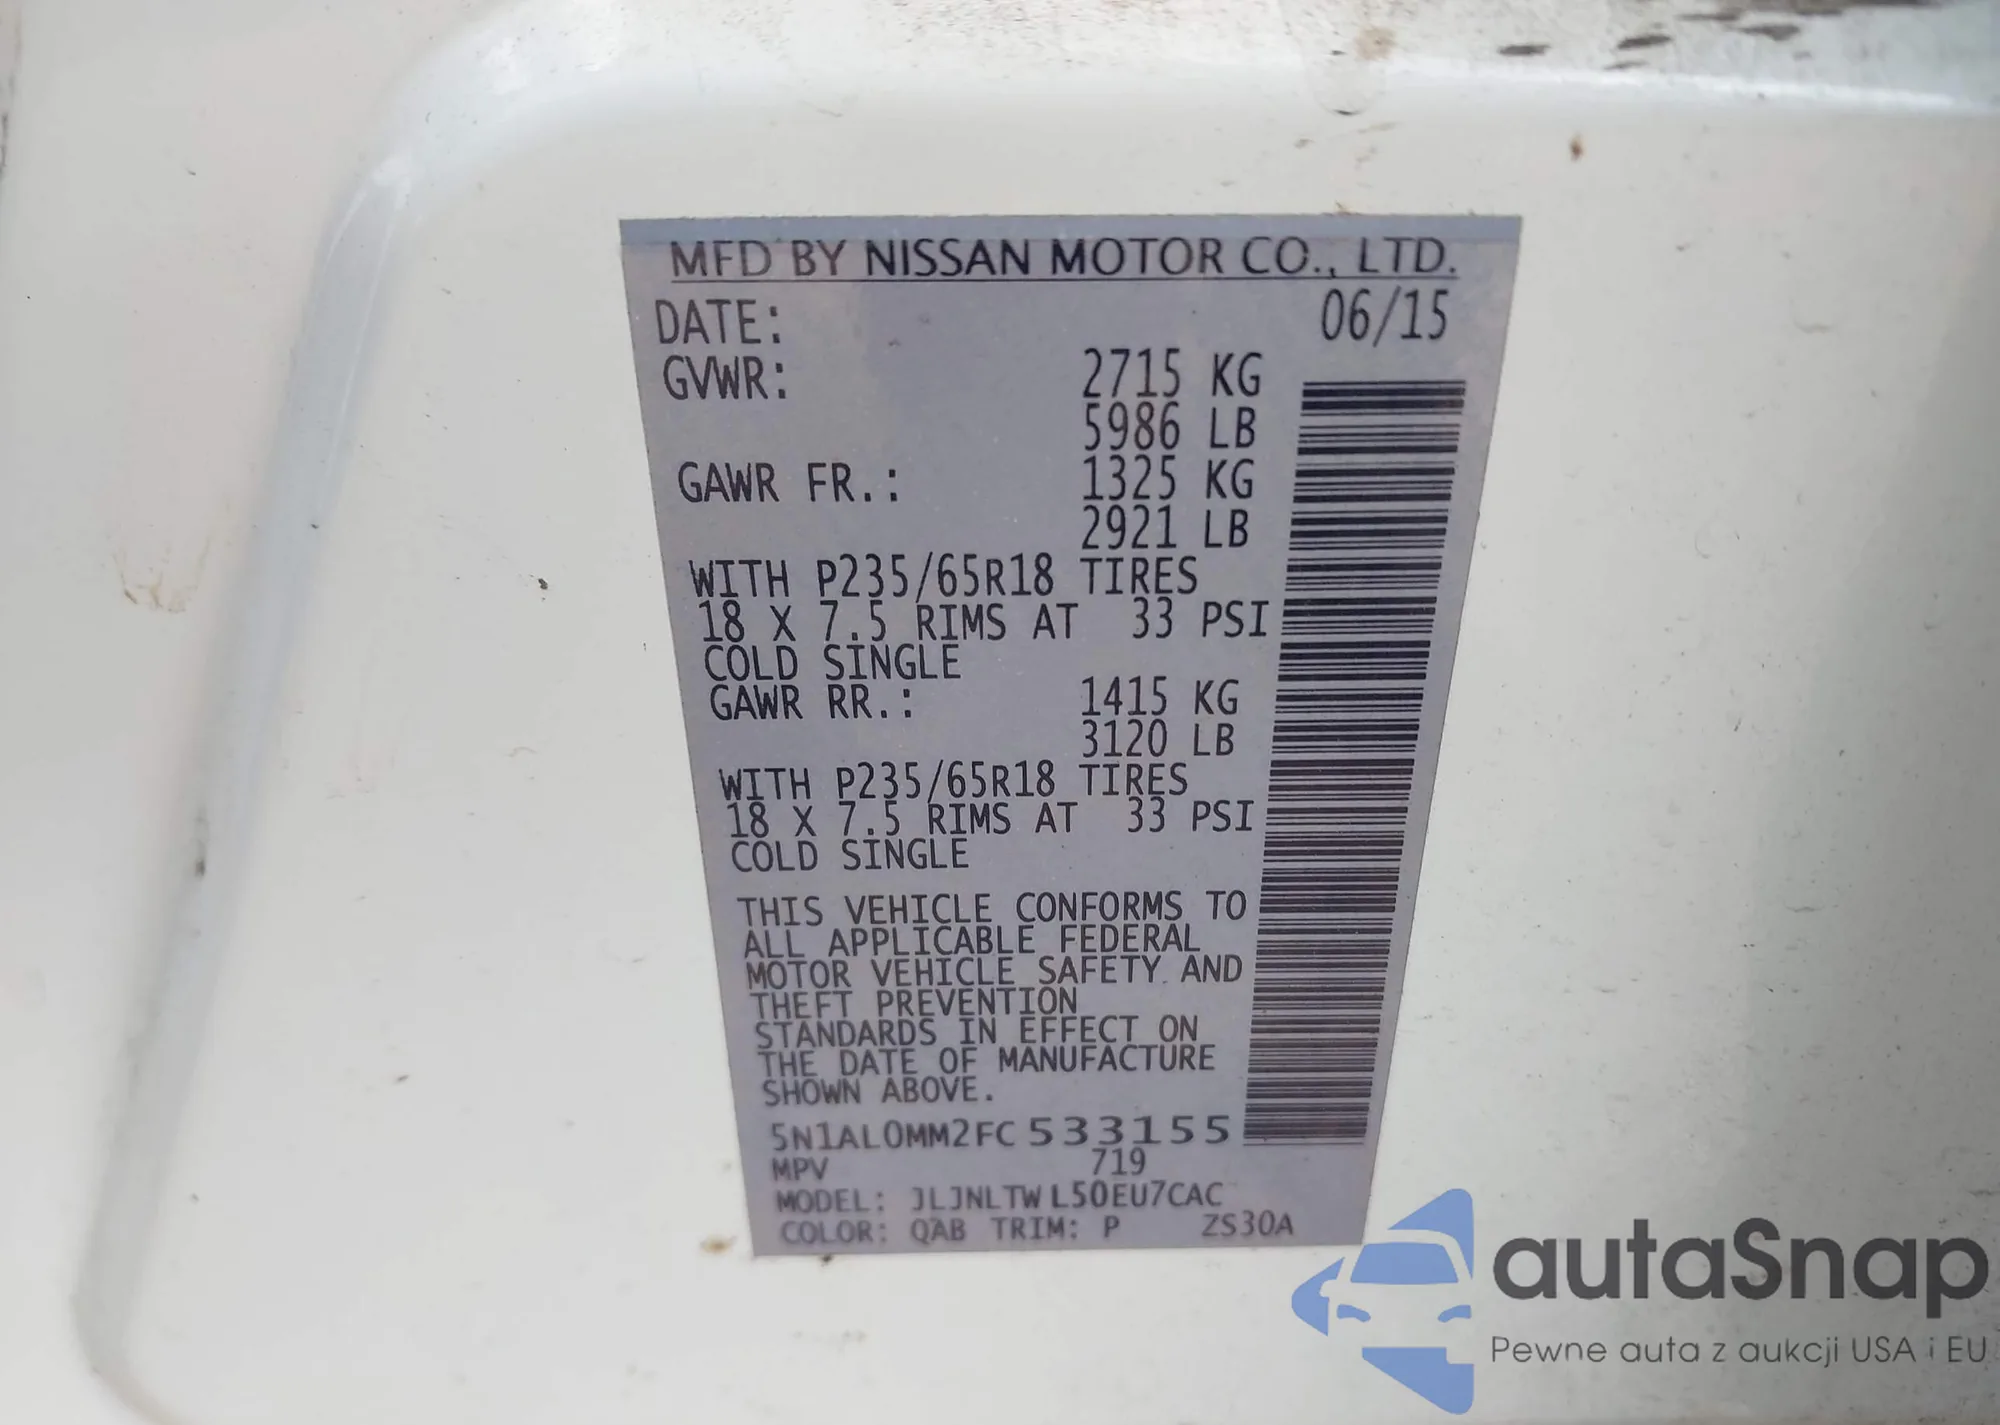 MFD BY NISSAN MOTOR CO., LTD.
DATE: 06/15
GVWR: 2715 KG
5986 LB
GAWR FR.: 1325 KG
2921 LB
WITH P235/65R18 TIRES
18 X 7.5 RIMS AT 33 PSI
COLD SINGLE
GAWR RR.: 1415 KG
3120 LB
WITH P235/65R18 TIRES
18 X 7.5 RIMS AT 33 PSI
COLD SINGLE
THIS VEHICLE CONFORMS TO
ALL APPLICABLE FEDERAL
MOTOR VEHICLE SAFETY AND
THEFT PREVENTION
STANDARDS IN EFFECT ON
THE DATE OF MANUFACTURE
SHOWN ABOVE.
5N1AL0MM2FC533155
MPV 719
MODEL: JLJNLTW L50EU7CAC
COLOR: QAB TRIM: P ZS30A
autaSnap
Pewne auta z aukcji USA i EU